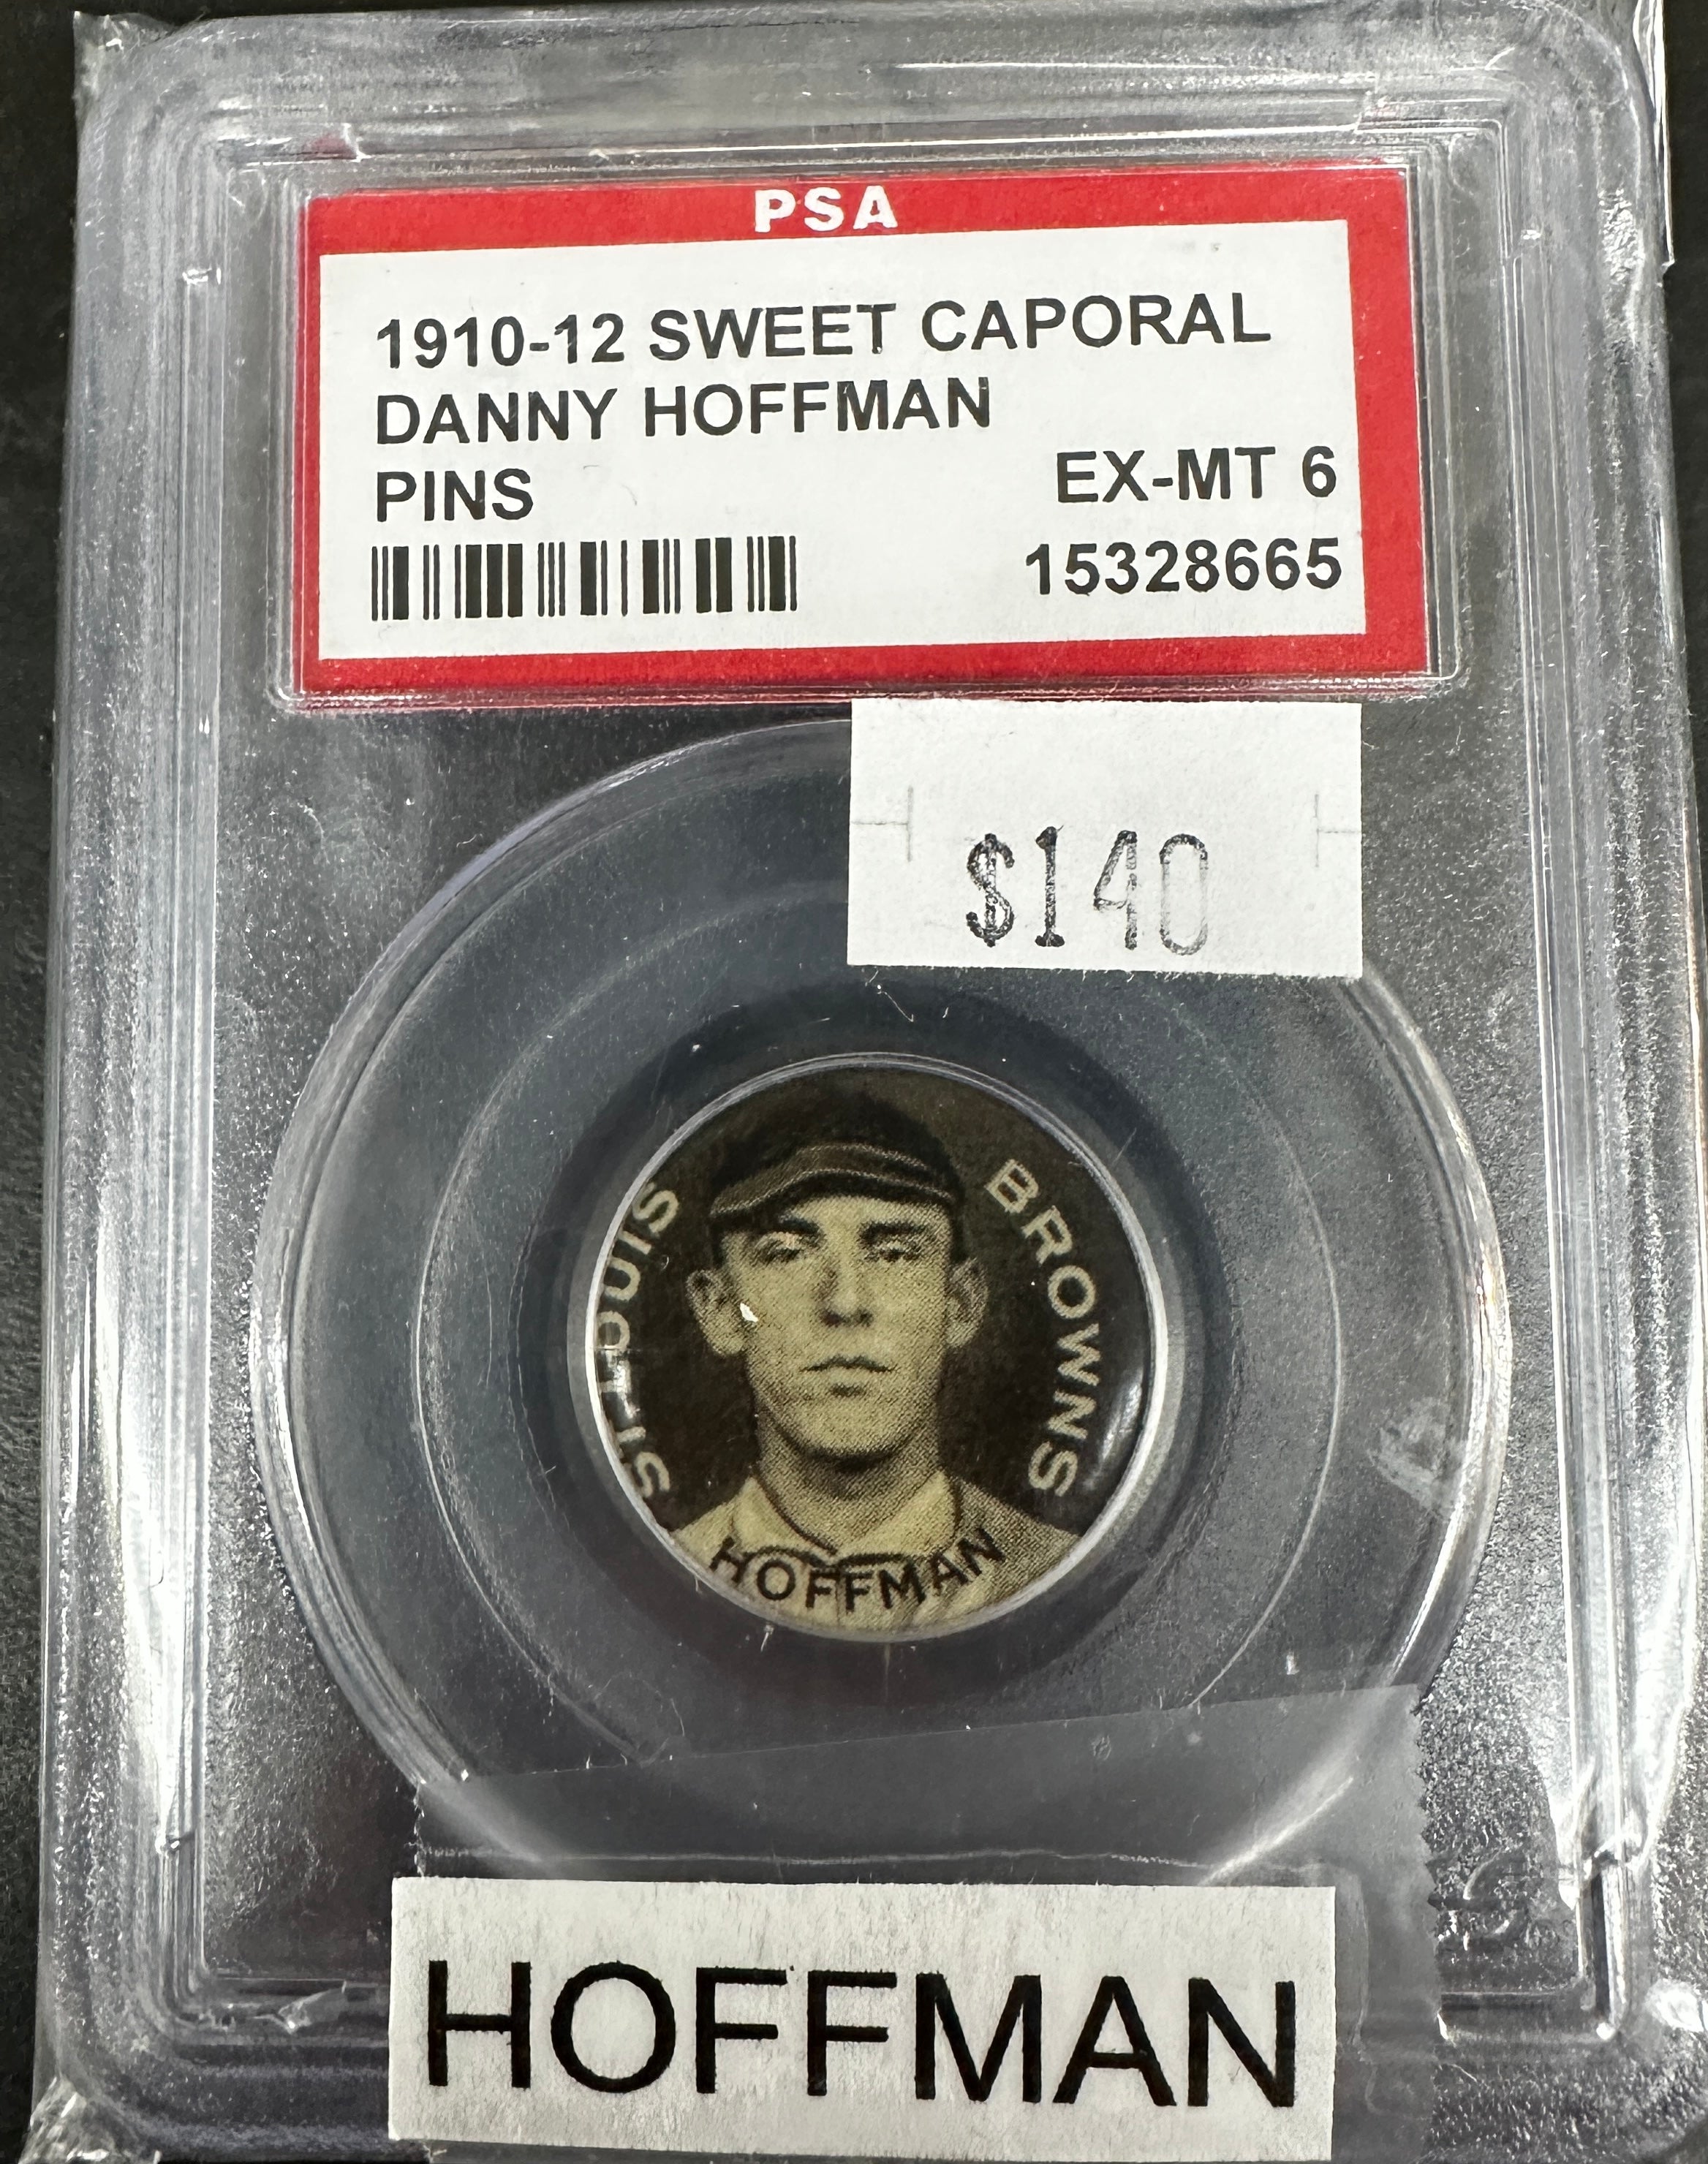 PSA
1910-12 SWEET CAPORAL
DANNY HOFFMAN
PINS
EX-MT 6
15328665
$140
ST. LOUIS
BROWNS
HOFFMAN
HOFFMAN